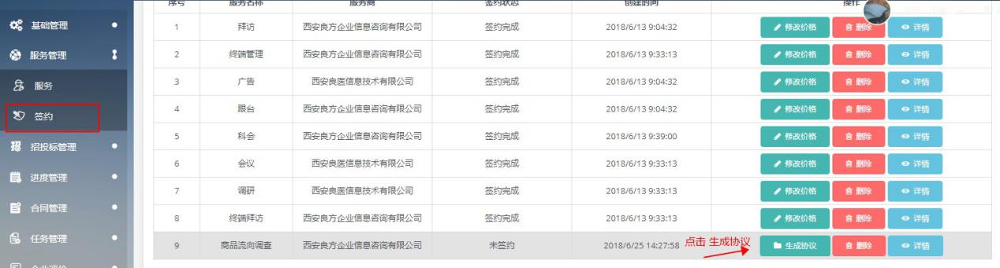 序号 服务名称 服务商 签约状态 创建时间 操作
基础管理
服务管理
服务
签约
招投标管理
进度管理
合同管理
任务管理
企业评价
1 拜访 西安良方企业信息咨询有限公司 签约完成 2018/6/13 9:04:32 修改价格 删除 详情
2 终端管理 西安良方企业信息咨询有限公司 签约完成 2018/6/13 9:33:13 修改价格 删除 详情
3 广告 西安良医信息技术有限公司 签约完成 2018/6/13 9:04:32 修改价格 删除 详情
4 跟台 西安良方企业信息咨询有限公司 签约完成 2018/6/13 9:04:32 修改价格 删除 详情
5 科会 西安良方企业信息咨询有限公司 签约完成 2018/6/13 9:39:00 修改价格 删除 详情
6 会议 西安良医信息技术有限公司 签约完成 2018/6/13 9:33:13 修改价格 删除 详情
7 调研 西安良医信息技术有限公司 签约完成 2018/6/13 9:33:13 修改价格 删除 详情
8 终端拜访 西安良方企业信息咨询有限公司 签约完成 2018/6/13 9:33:13 修改价格 删除 详情
9 商品流向调查 西安良方企业信息咨询有限公司 未签约 2018/6/25 14:27:58 点击 生成协议 生成协议 删除 详情